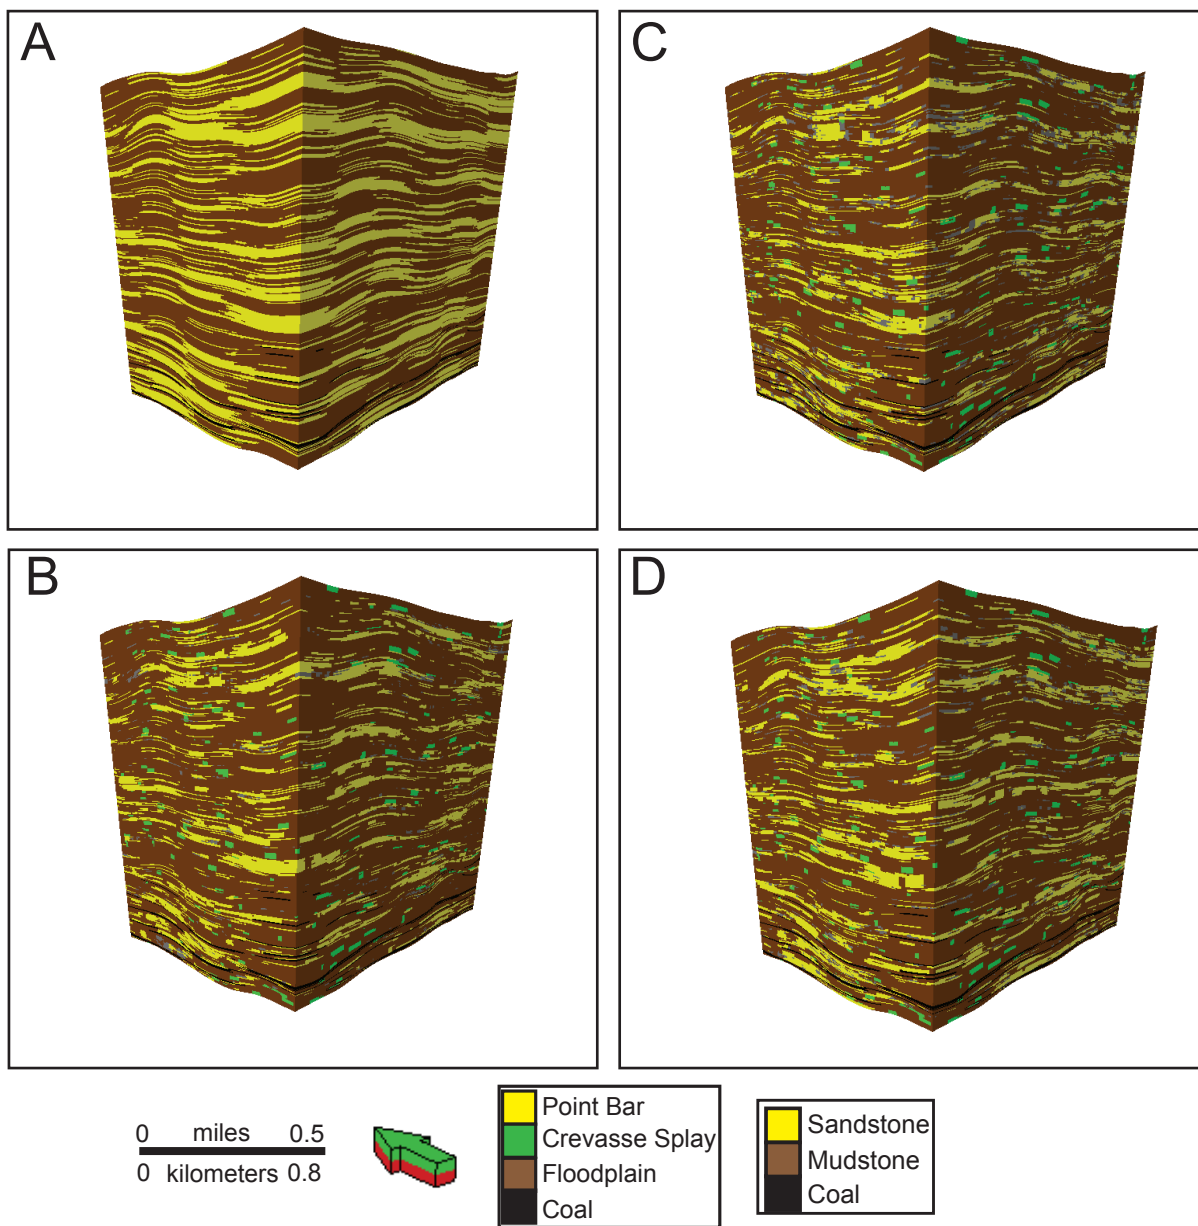 A
C
B
D
0 miles 0.5
0 kilometers 0.8
Point Bar
Crevasse Splay
Floodplain
Coal
Sandstone
Mudstone
Coal